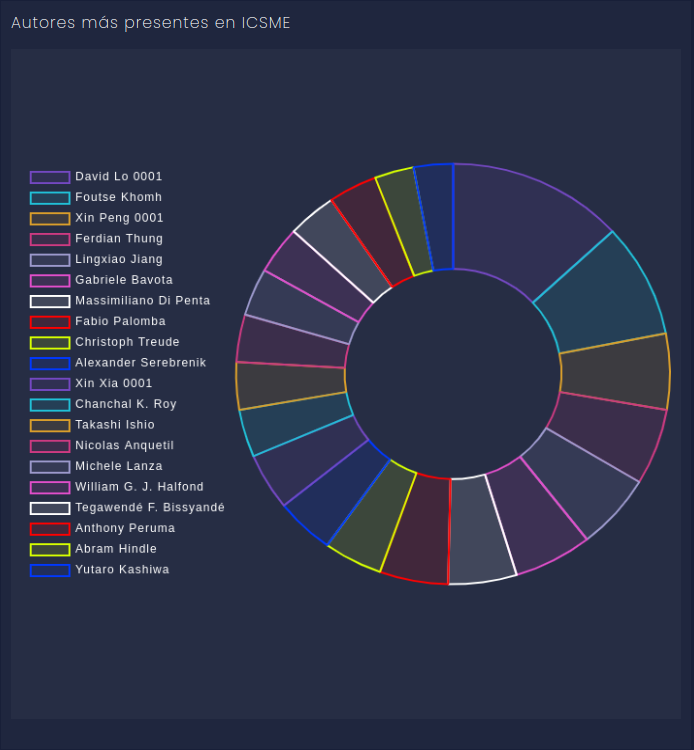 Autores más presentes en ICSME
David Lo 0001
Foutse Khomh
Xin Peng 0001
Ferdian Thung
Lingxiao Jiang
Gabriele Bavota
Massimiliano Di Penta
Fabio Palomba
Christoph Treude
Alexander Serebrenik
Xin Xia 0001
Chanchal K. Roy
Takashi Ishio
Nicolas Anquetil
Michele Lanza
William G. J. Halfond
Tegawendé F. Bissyandé
Anthony Peruma
Abram Hindle
Yutaro Kashiwa